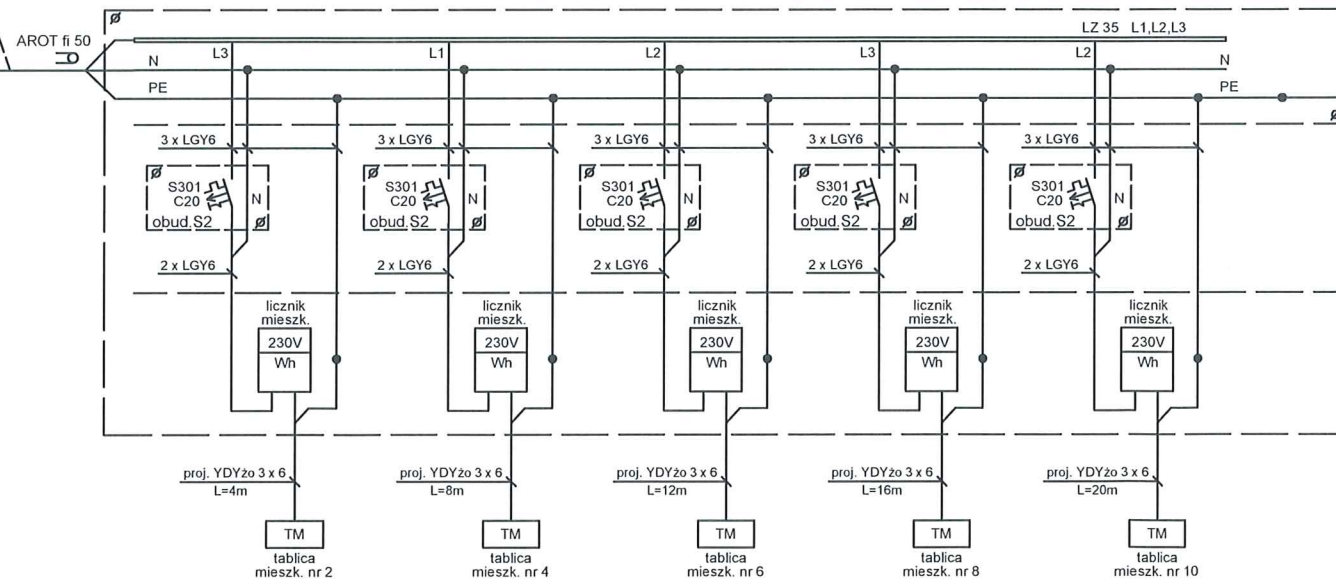 AROT fi 50
LZ 35 L1,L2,L3
L3
L1
L2
L3
L2
N
N
PE
PE
3 x LGY6
3 x LGY6
3 x LGY6
3 x LGY6
3 x LGY6
S301
C20
N
obud.S2
S301
C20
N
obud.S2
S301
C20
N
obud.S2
S301
C20
N
obud.S2
S301
C20
N
obud.S2
2 x LGY6
2 x LGY6
2 x LGY6
2 x LGY6
2 x LGY6
licznik
mieszk.
230V
Wh
licznik
mieszk.
230V
Wh
licznik
mieszk.
230V
Wh
licznik
mieszk.
230V
Wh
licznik
mieszk.
230V
Wh
proj. YDYżo 3 x 6
L=4m
proj. YDYżo 3 x 6
L=8m
proj. YDYżo 3 x 6
L=12m
proj. YDYżo 3 x 6
L=16m
proj. YDYżo 3 x 6
L=20m
TM
tablica
mieszk. nr 2
TM
tablica
mieszk. nr 4
TM
tablica
mieszk. nr 6
TM
tablica
mieszk. nr 8
TM
tablica
mieszk. nr 10